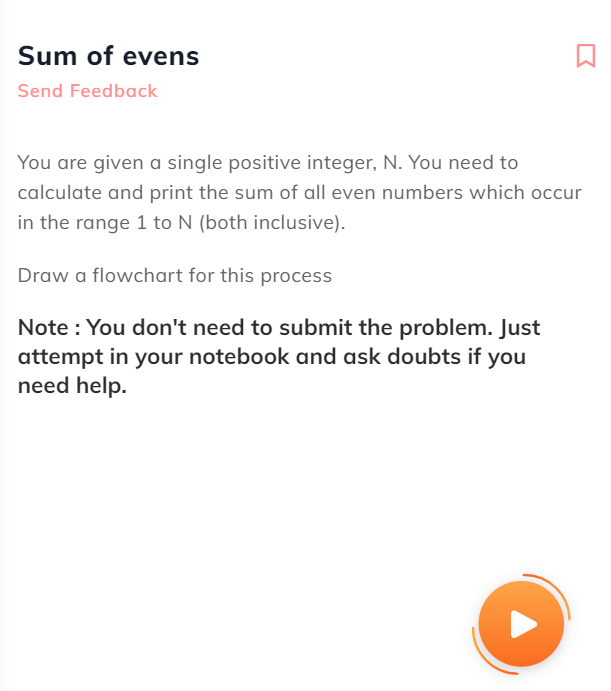 Sum of evens
Send Feedback
You are given a single positive integer, N. You need to
calculate and print the sum of all even numbers which occur
in the range 1 to N (both inclusive).
Draw a flowchart for this process
Note : You don't need to submit the problem. Just
attempt in your notebook and ask doubts if you
need help.